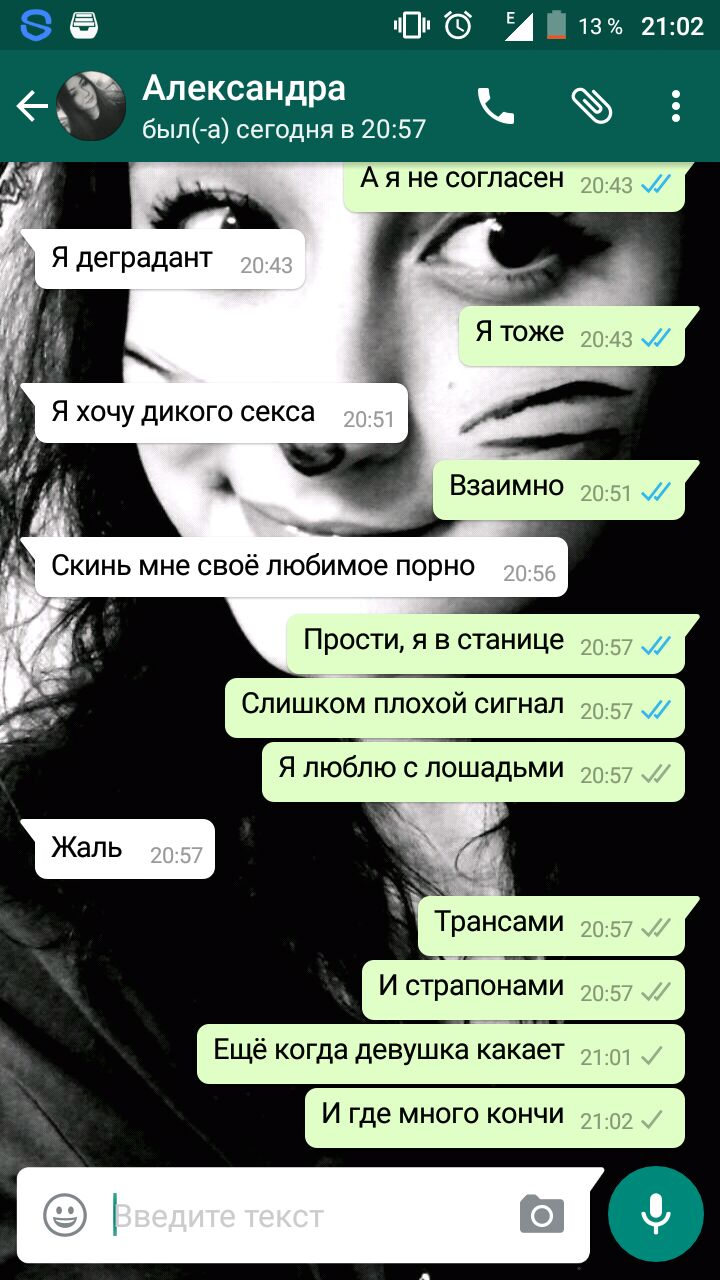 E 13 % 21:02
Александра
был(-а) сегодня в 20:57
А я не согласен 20:43
Я деградант 20:43
Я тоже 20:43
Я хочу дикого секса 20:51
Взаимно 20:51
Скинь мне своё любимое порно 20:56
Прости, я в станице 20:57
Слишком плохой сигнал 20:57
Я люблю с лошадьми 20:57
Жаль 20:57
Трансами 20:57
И страпонами 20:57
Ещё когда девушка какает 21:01
И где много кончи 21:02
Введите текст